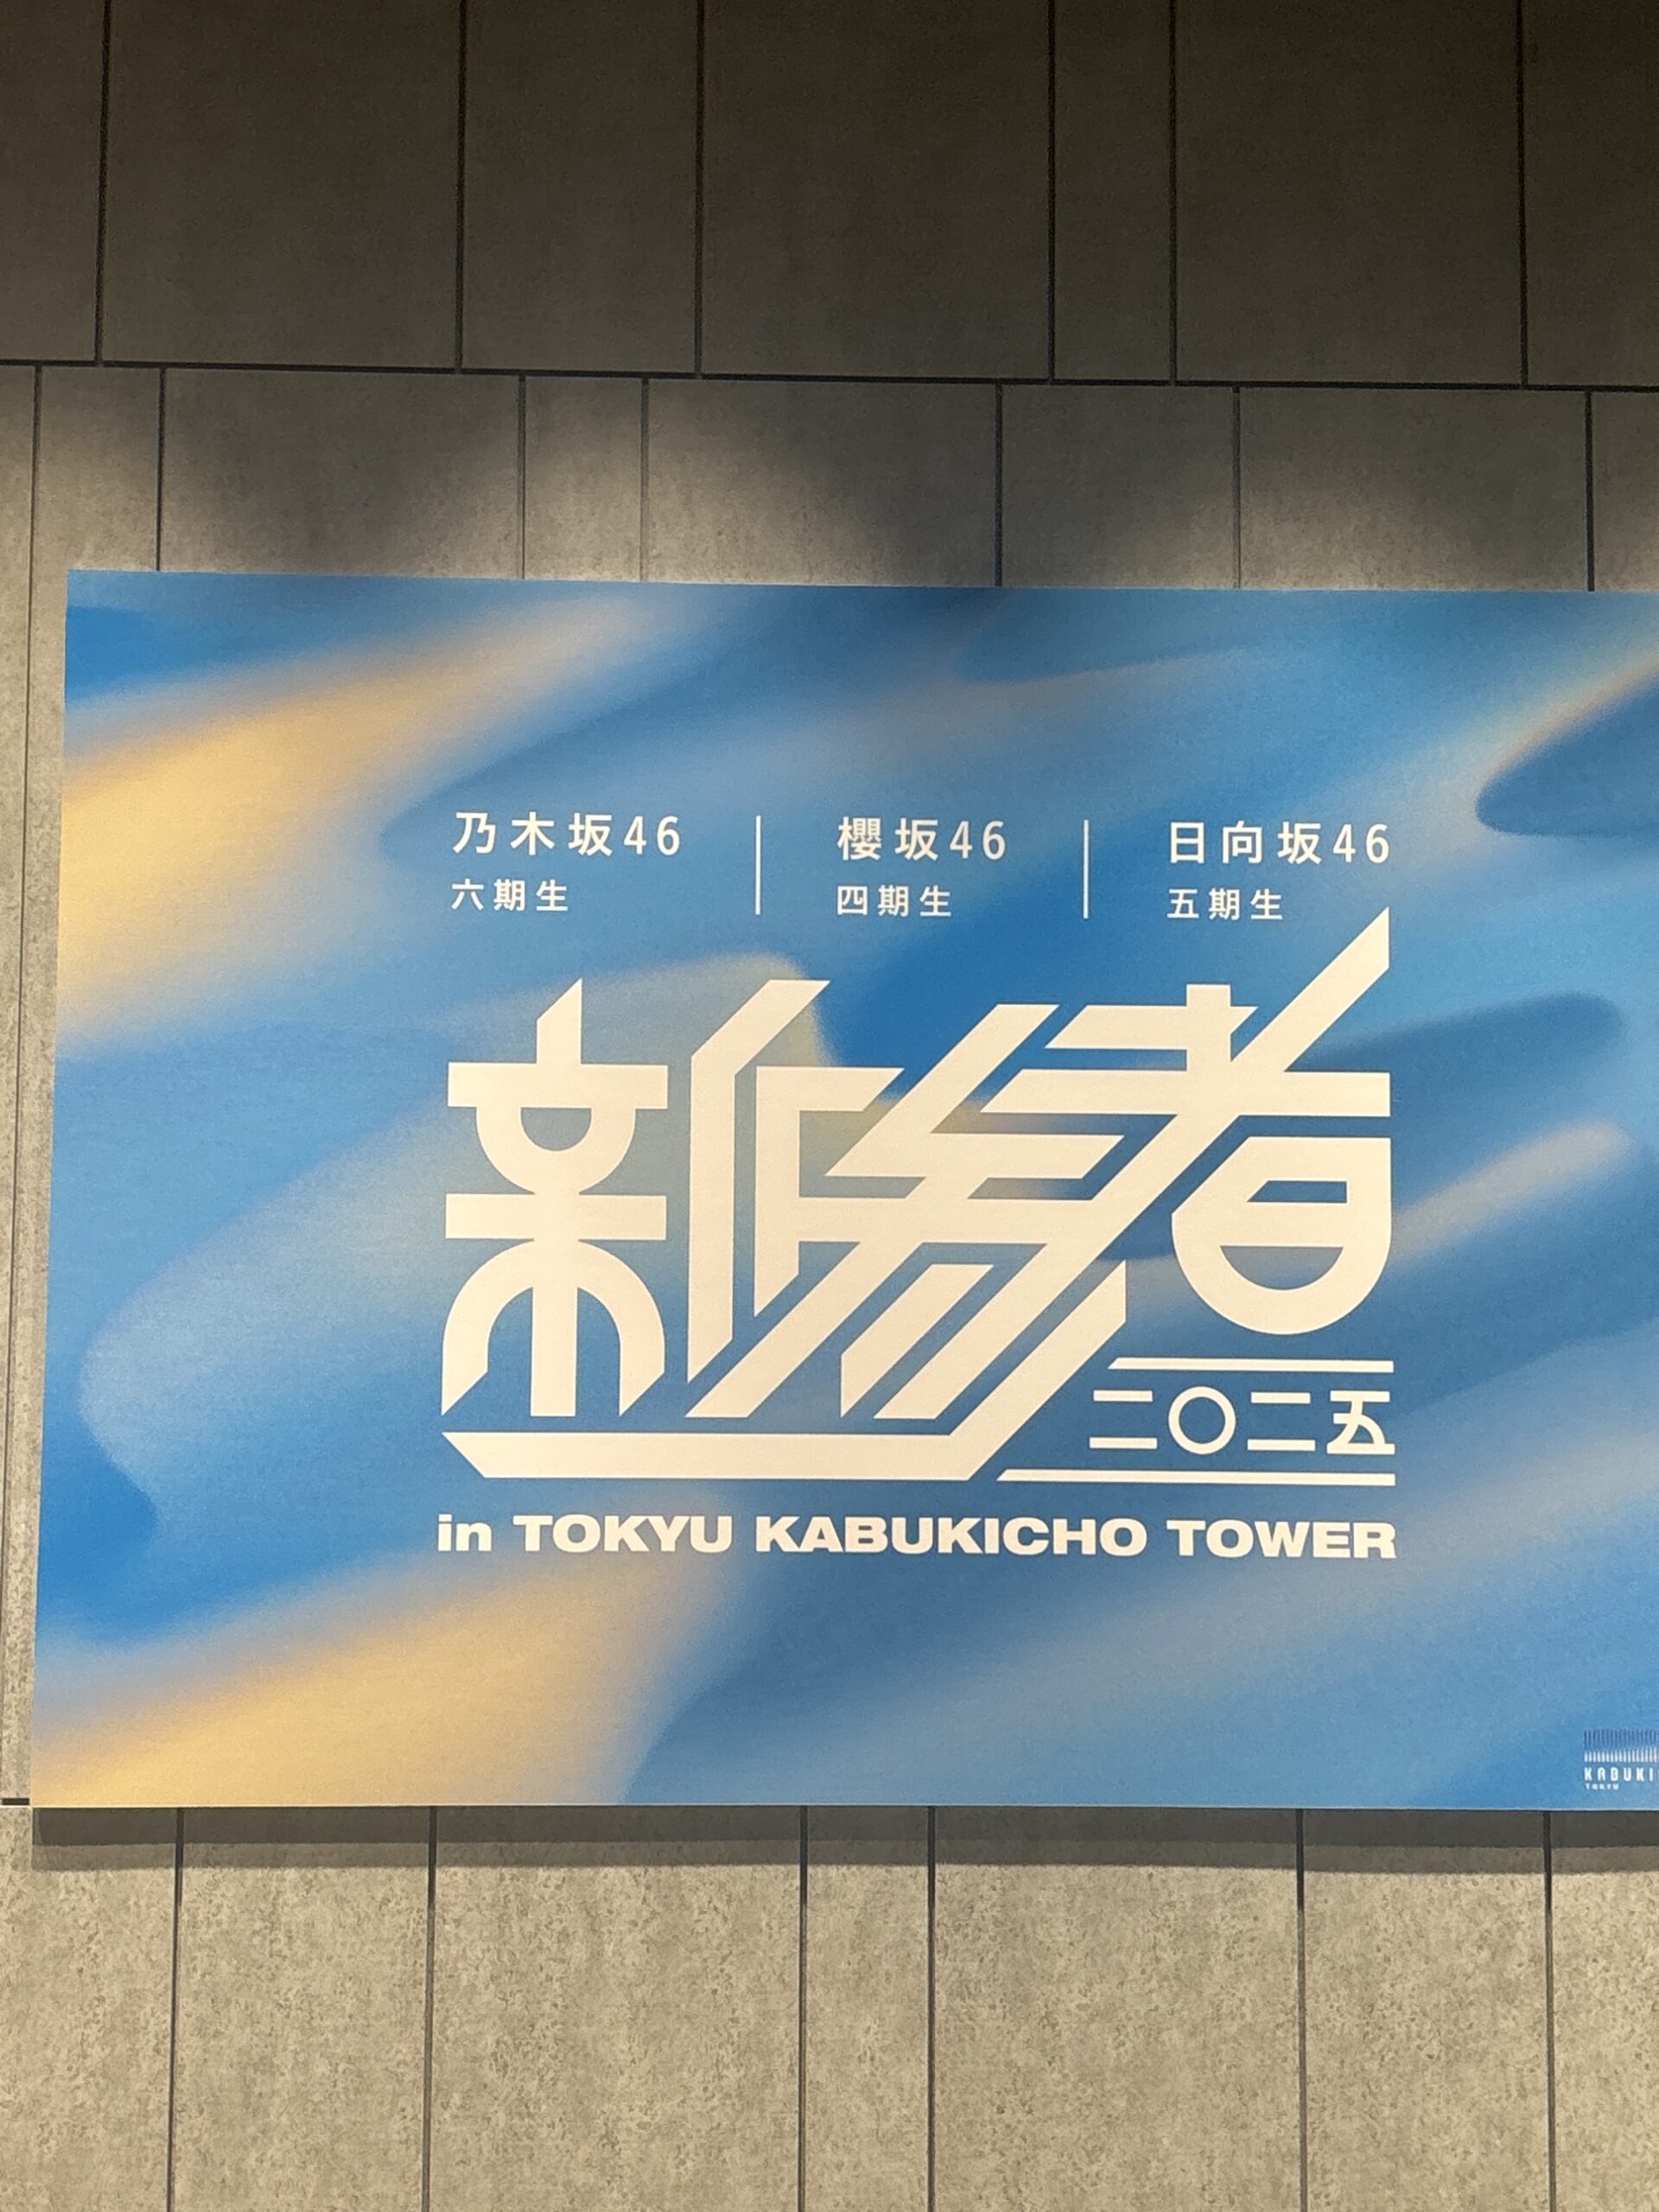 乃木坂46 | 櫻坂46 | 日向坂46
六期生 | 四期生 | 五期生
新参者
二〇二五
in TOKYU KABUKICHO TOWER
TOKYU